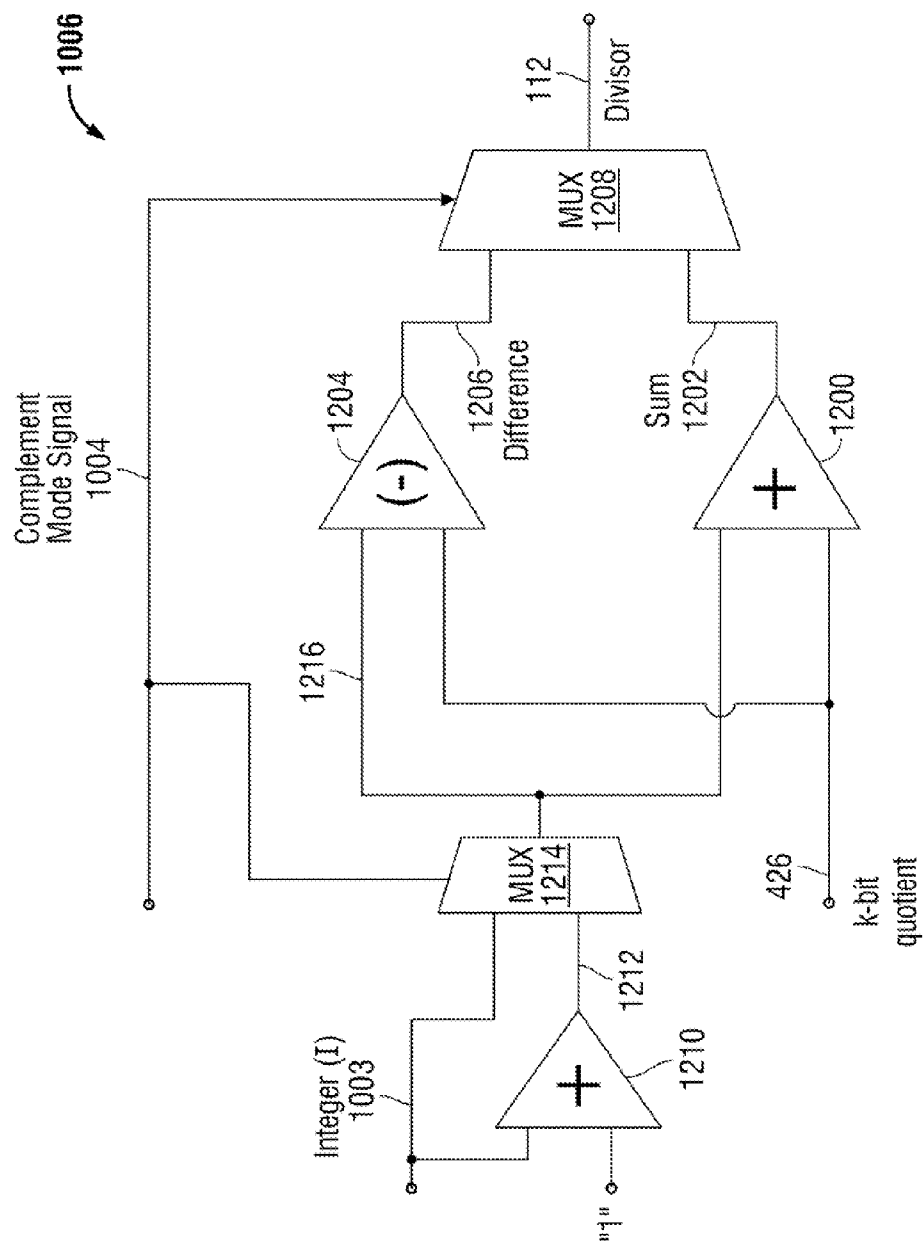 1006
Complement
Mode Signal
1004
Integer (I)
1003
"1"
+
1210
1212
MUX
1214
1216
426
k-bit
quotient
(-)
1204
1206
Difference
Sum
1202
+
1200
MUX
1208
112
Divisor